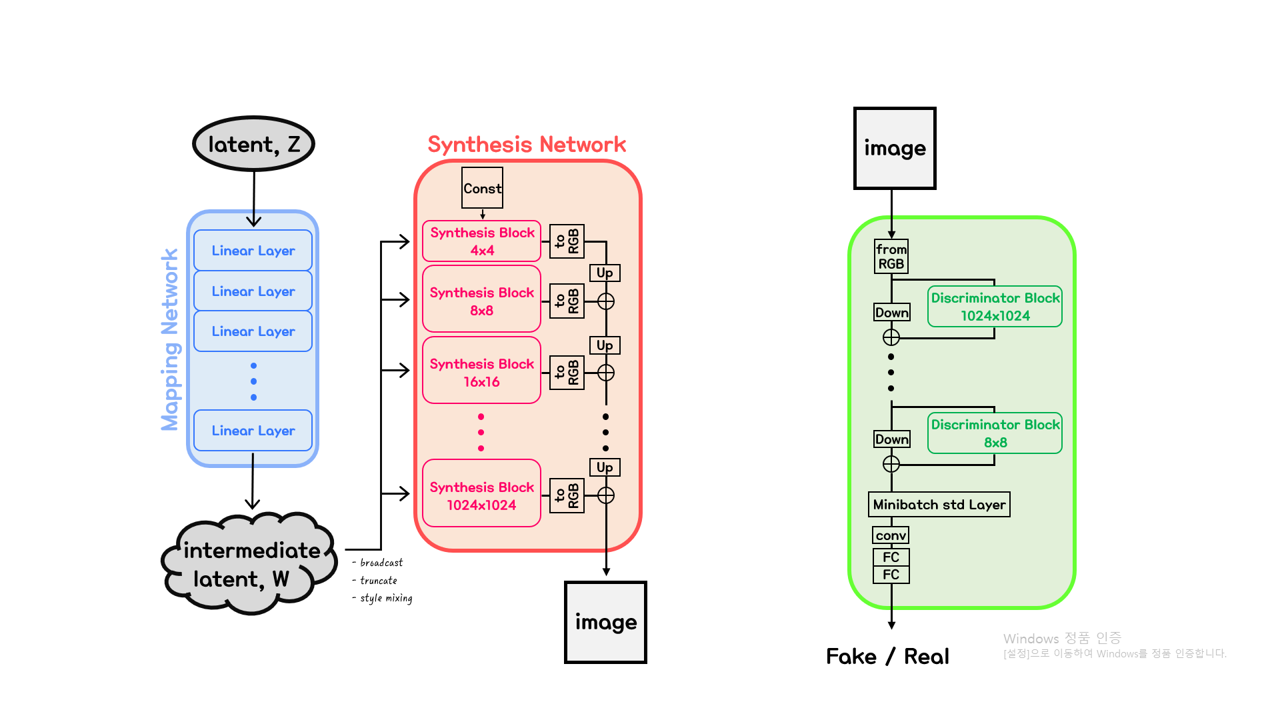 latent, Z
Mapping Network
Linear Layer
Linear Layer
Linear Layer
Linear Layer
intermediate
latent, W
- broadcast
- truncate
- style mixing
Synthesis Network
Const
Synthesis Block
4x4
to
RGB
Up
Synthesis Block
8x8
to
RGB
Up
Synthesis Block
16x16
to
RGB
Up
Synthesis Block
1024x1024
to
RGB
image
image
from
RGB
Discriminator Block
1024x1024
Down
Discriminator Block
8x8
Down
Minibatch std Layer
conv
FC
FC
Fake / Real
Windows 정품 인증
[설정]으로 이동하여 Windows를 정품 인증합니다.